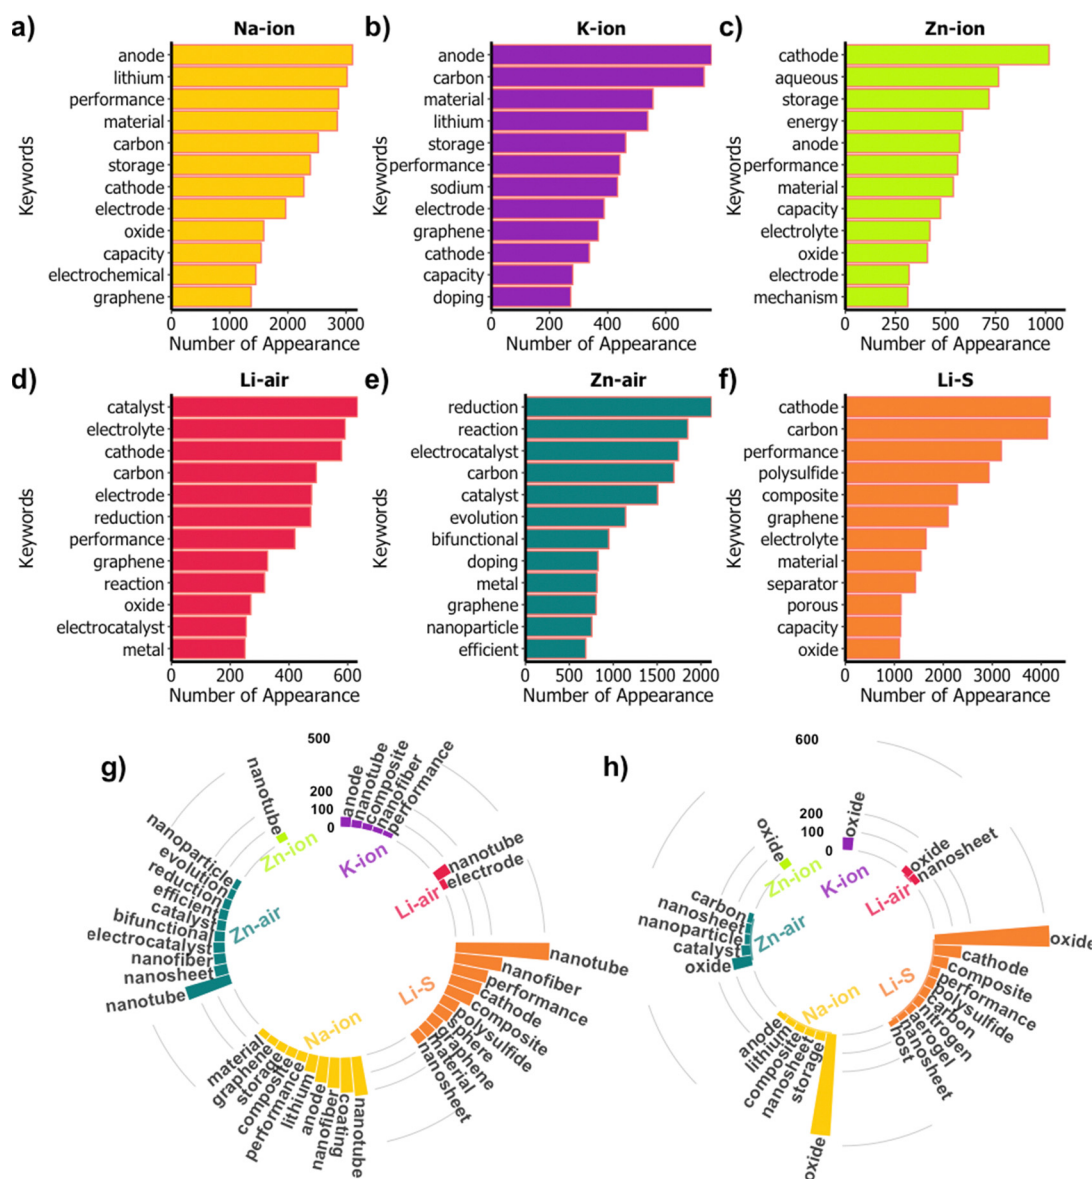 a)
Na-ion
Keywords
anode
lithium
performance
material
carbon
storage
cathode
electrode
oxide
capacity
electrochemical
graphene
0 1000 2000 3000
Number of Appearance
b)
K-ion
Keywords
anode
carbon
material
lithium
storage
performance
sodium
electrode
graphene
cathode
capacity
doping
0 200 400 600
Number of Appearance
c)
Zn-ion
Keywords
cathode
aqueous
storage
energy
anode
performance
material
capacity
electrolyte
oxide
electrode
mechanism
0 250 500 750 1000
Number of Appearance
d)
Li-air
Keywords
catalyst
electrolyte
cathode
carbon
electrode
reduction
performance
graphene
reaction
oxide
electrocatalyst
metal
0 200 400 600
Number of Appearance
e)
Zn-air
Keywords
reduction
reaction
electrocatalyst
carbon
catalyst
evolution
bifunctional
doping
metal
graphene
nanoparticle
efficient
0 500 1000 1500 2000
Number of Appearance
f)
Li-S
Keywords
cathode
carbon
performance
polysulfide
composite
graphene
electrolyte
material
separator
porous
capacity
oxide
0 1000 2000 3000 4000
Number of Appearance
g)
500
200
100
0
K-ion
anode
nanotube
composite
nanofiber
performance
Li-air
nanotube
electrode
Li-S
nanotube
nanofiber
performance
cathode
composite
polysulfide
sphere
graphene
material
nanosheet
Na-ion
nanotube
coating
nanofiber
anode
lithium
performance
composite
storage
graphene
material
Zn-air
nanotube
nanosheet
nanofiber
electrocatalyst
bifunctional
catalyst
efficient
reduction
evolution
nanoparticle
Zn-ion
nanotube
h)
600
200
100
0
K-ion
oxide
Li-air
oxide
nanosheet
Li-S
oxide
cathode
composite
performance
polysulfide
carbon
nitrogen
aerogel
nanosheet
host
Na-ion
oxide
storage
nanosheet
composite
lithium
anode
Zn-air
oxide
catalyst
nanoparticle
nanosheet
carbon
Zn-ion
oxide